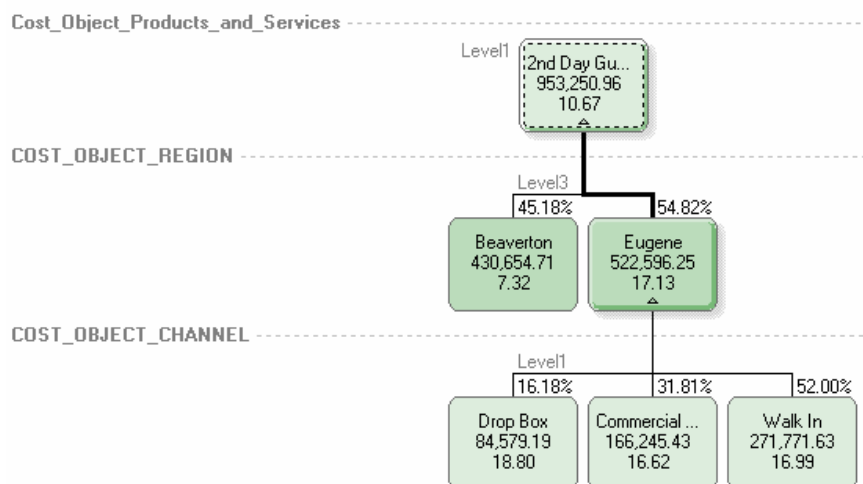 Cost_Object_Products_and_Services
Level1
2nd Day Gu...
953,250.96
10.67
COST_OBJECT_REGION
Level3
45.18% 54.82%
Beaverton Eugene
430,654.71 522,596.25
7.32 17.13
COST_OBJECT_CHANNEL
Level1
16.18% 31.81% 52.00%
Drop Box Commercial ... Walk In
84,579.19 166,245.43 271,771.63
18.80 16.62 16.99